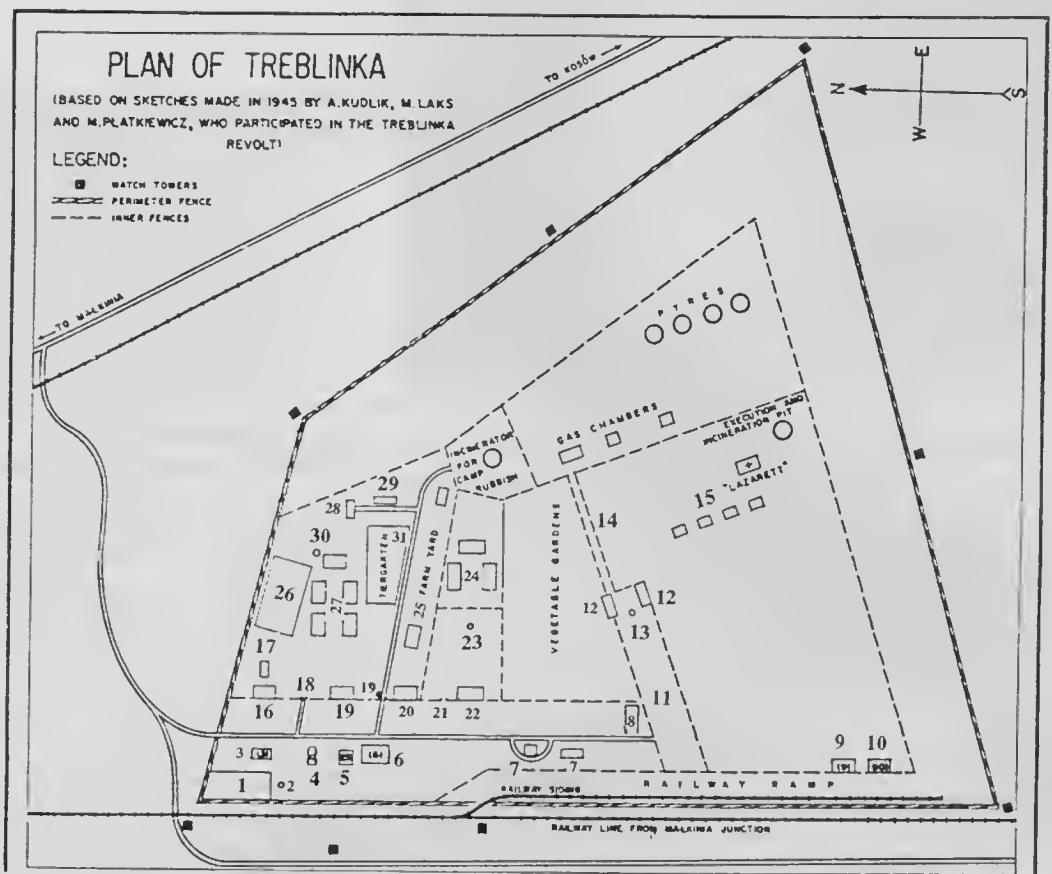 PLAN OF TREBLINKA
(BASED ON SKETCHES MADE IN 1945 BY A.KUDLIK, M.LAKS
AND M.PŁATKIEWICZ, WHO PARTICIPATED IN THE TREBLINKA
REVOLT)
LEGEND:
WATCH TOWERS
PERIMETER FENCE
INNER FENCES
TO KOSÓW
E
N
S
W
TO MAŁKINIA
PYRES
GAS CHAMBERS
EXECUTION AND
INCINERATION PIT
INCINERATOR
FOR
CAMP
RUBBISH
15 "LAZARETT"
29
28
14
30
TIERGARTEN
31
25 FARM YARD
VEGETABLE GARDENS
24
26
27
12
12
13
23
17
18
19
11
16
19
20
21
22
8
3
4
5
6
7
7
9
10
1
2
RAILWAY SIDING
RAILWAY RAMP
RAILWAY LINE FROM MAŁKINIA JUNCTION